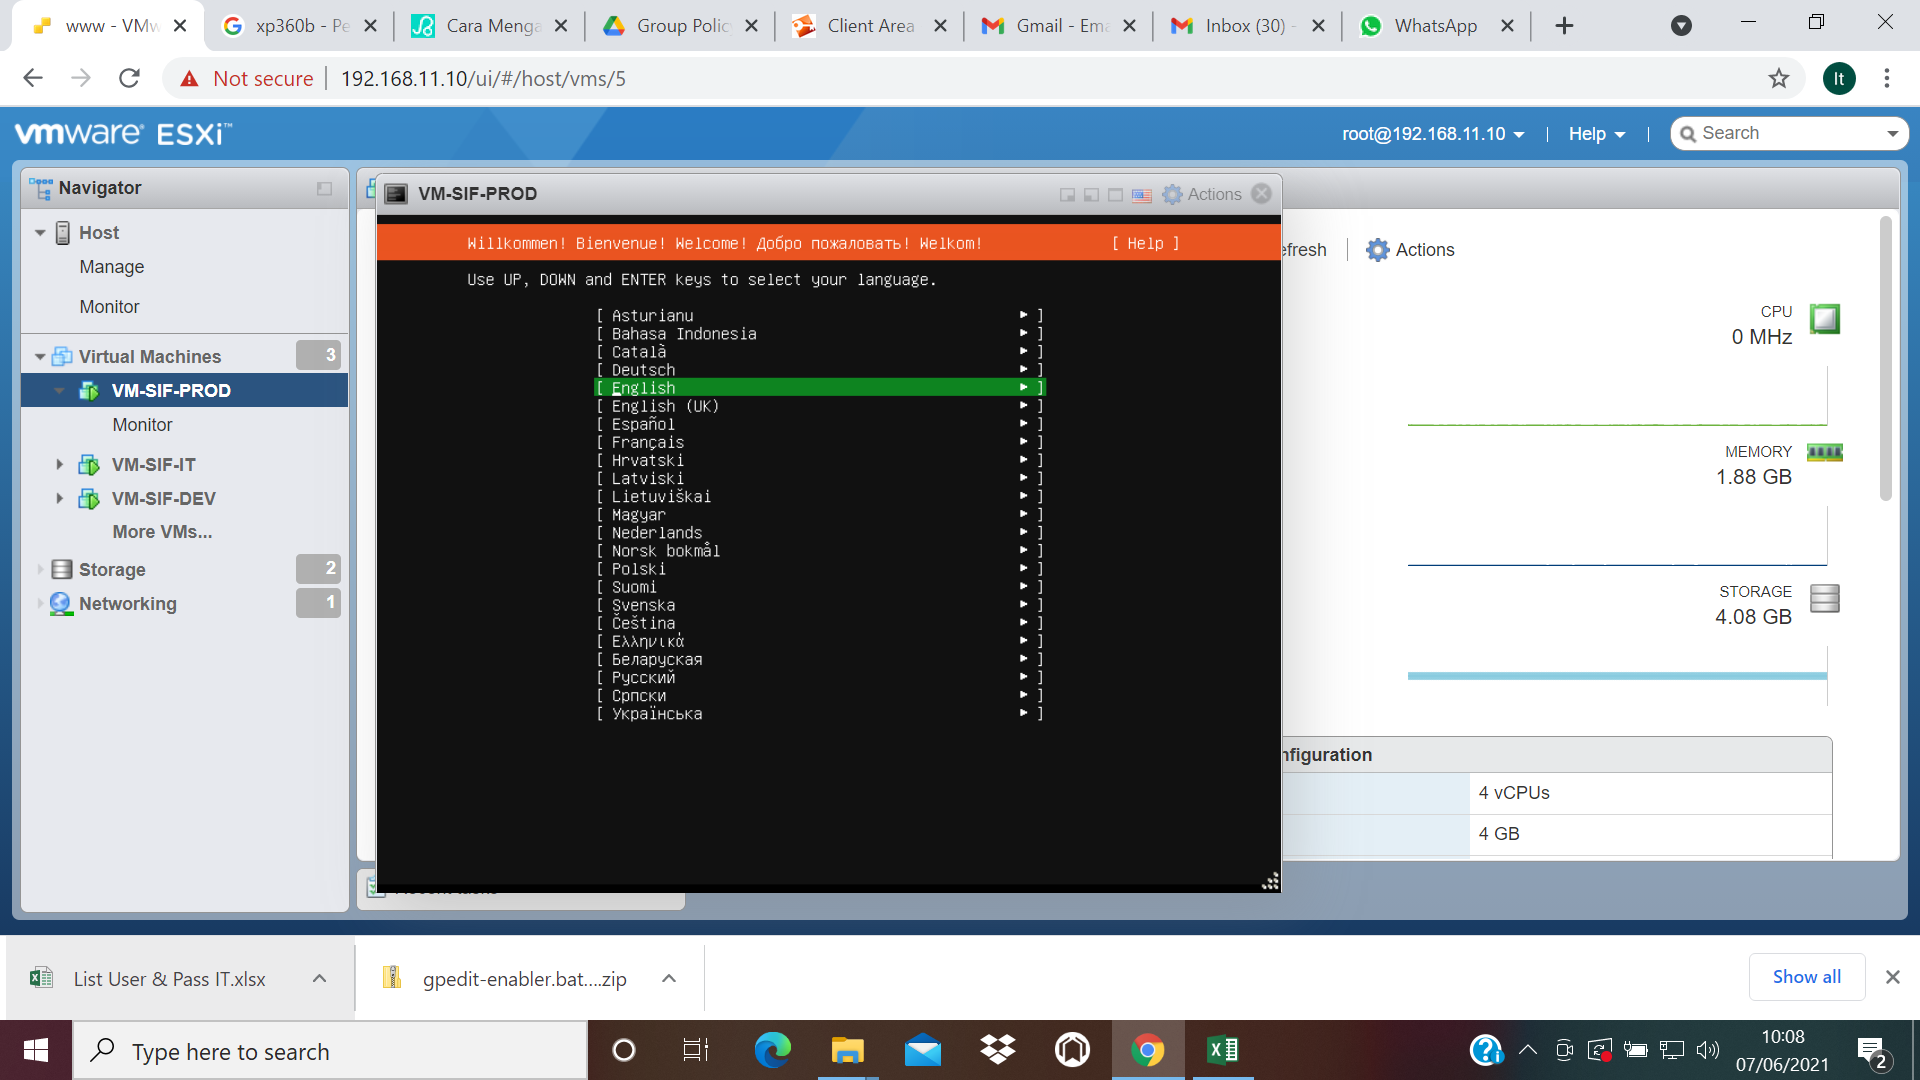 www - VMw
xp360b - Pe
Cara Menga
Group Polic
Client Area
Gmail - Ema
Inbox (30) -
WhatsApp
Not secure
192.168.11.10/ui/#/host/vms/5
It
vmware ESXi™
root@192.168.11.10
Help
Search
Navigator
Host
Manage
Monitor
Virtual Machines 3
VM-SIF-PROD
Monitor
VM-SIF-IT
VM-SIF-DEV
More VMs...
Storage 2
Networking 1
VM-SIF-PROD
Actions
Willkommen! Bienvenue! Welcome! Добро пожаловать! Welkom! [ Help ]
Use UP, DOWN and ENTER keys to select your language.
[ Asturianu ► ]
[ Bahasa Indonesia ► ]
[ Català ► ]
[ Deutsch ► ]
[ English ► ]
[ English (UK) ► ]
[ Español ► ]
[ Français ► ]
[ Hrvatski ► ]
[ Latviski ► ]
[ Lietuviškai ► ]
[ Magyar ► ]
[ Nederlands ► ]
[ Norsk bokmål ► ]
[ Polski ► ]
[ Suomi ► ]
[ Svenska ► ]
[ Čeština ► ]
[ Ελληνικά ► ]
[ Беларуская ► ]
[ Русский ► ]
[ Српски ► ]
[ Українська ► ]
efresh
Actions
CPU
0 MHz
MEMORY
1.88 GB
STORAGE
4.08 GB
nfiguration
4 vCPUs
4 GB
List User & Pass IT.xlsx
gpedit-enabler.bat....zip
Show all
Type here to search
10:08
07/06/2021
2